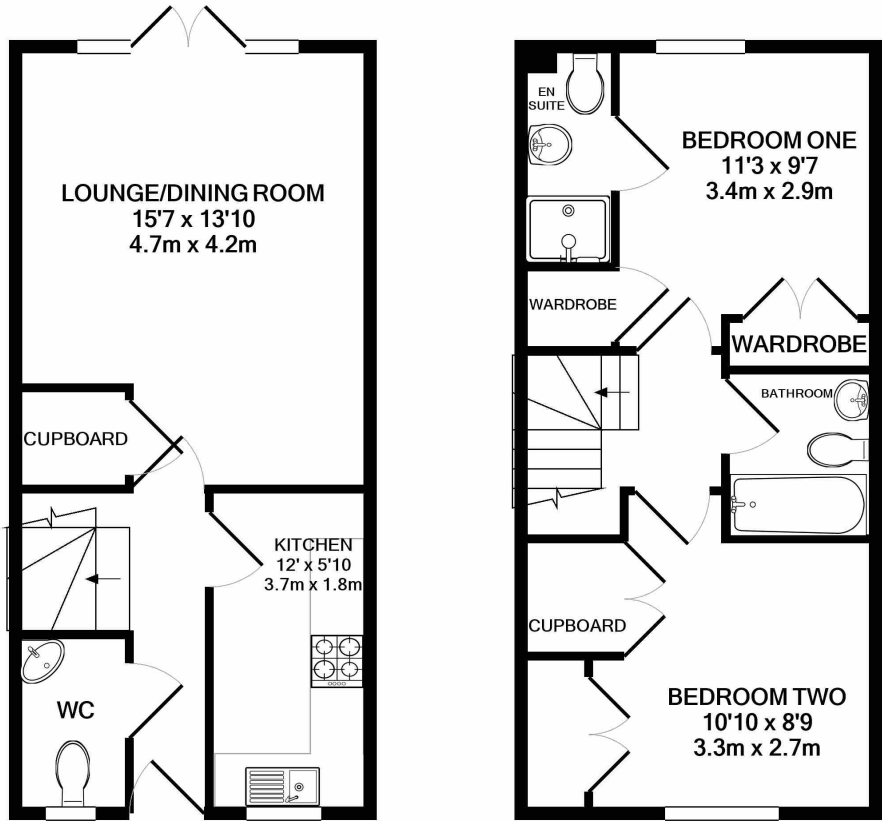 LOUNGE/DINING ROOM
15'7 x 13'10
4.7m x 4.2m
CUPBOARD
KITCHEN
12' x 5'10
3.7m x 1.8m
WC
EN
SUITE
BEDROOM ONE
11'3 x 9'7
3.4m x 2.9m
WARDROBE
WARDROBE
BATHROOM
CUPBOARD
BEDROOM TWO
10'10 x 8'9
3.3m x 2.7m